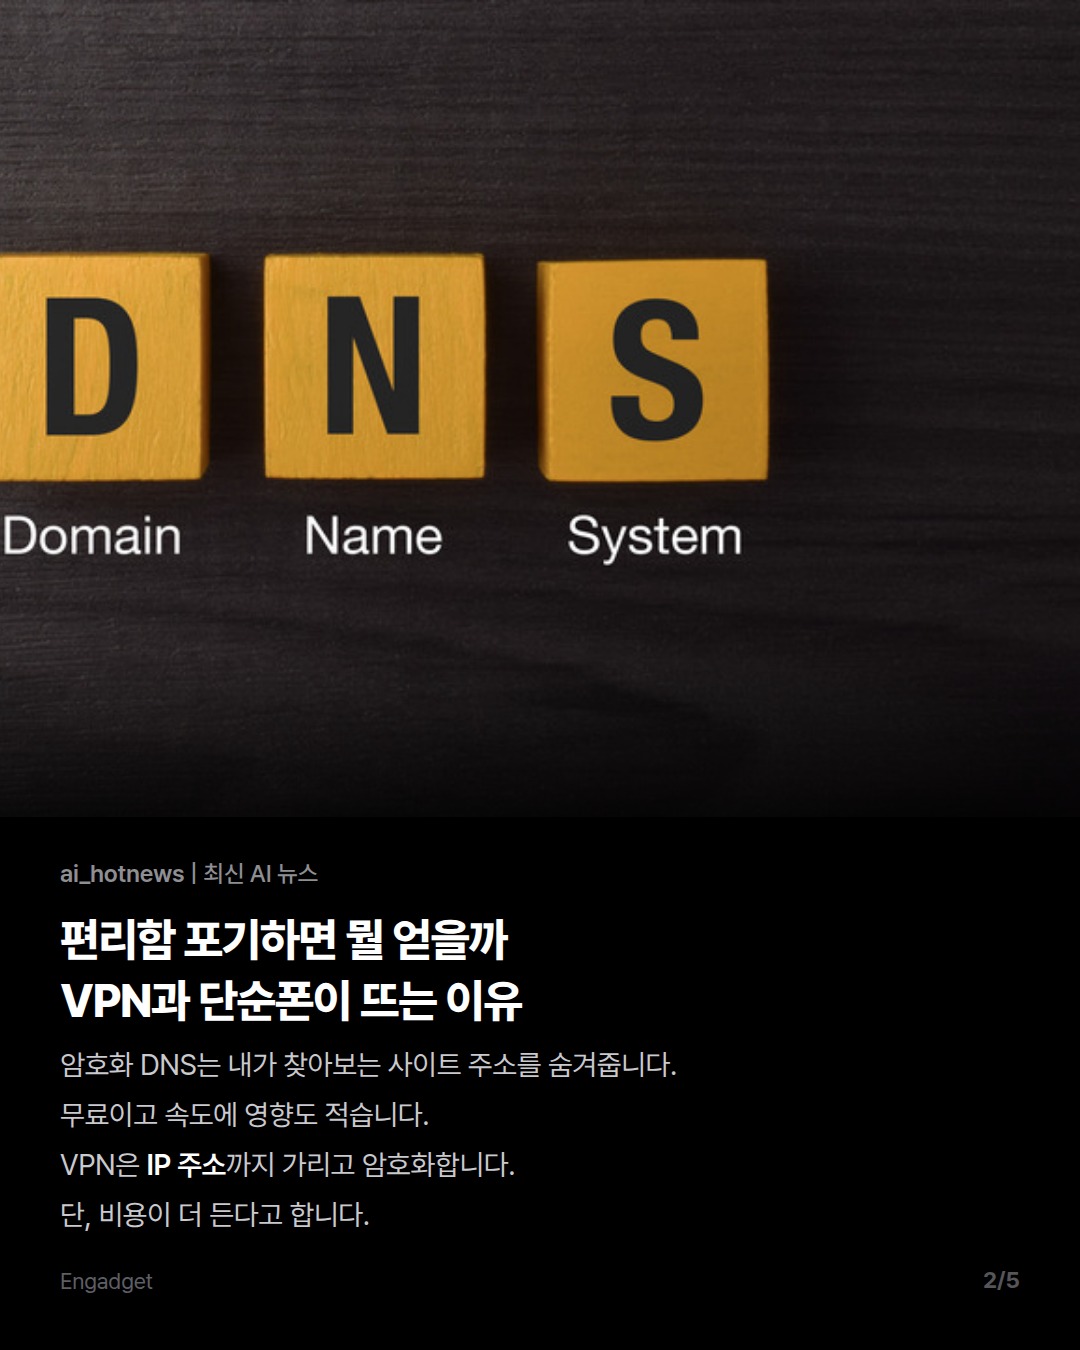 D N S
Domain Name System
ai_hotnews | 최신 AI 뉴스
편리함 포기하면 뭘 얻을까
VPN과 단순폰이 뜨는 이유
암호화 DNS는 내가 찾아보는 사이트 주소를 숨겨줍니다.
무료이고 속도에 영향도 적습니다.
VPN은 IP 주소까지 가리고 암호화합니다.
단, 비용이 더 든다고 합니다.
Engadget
2/5